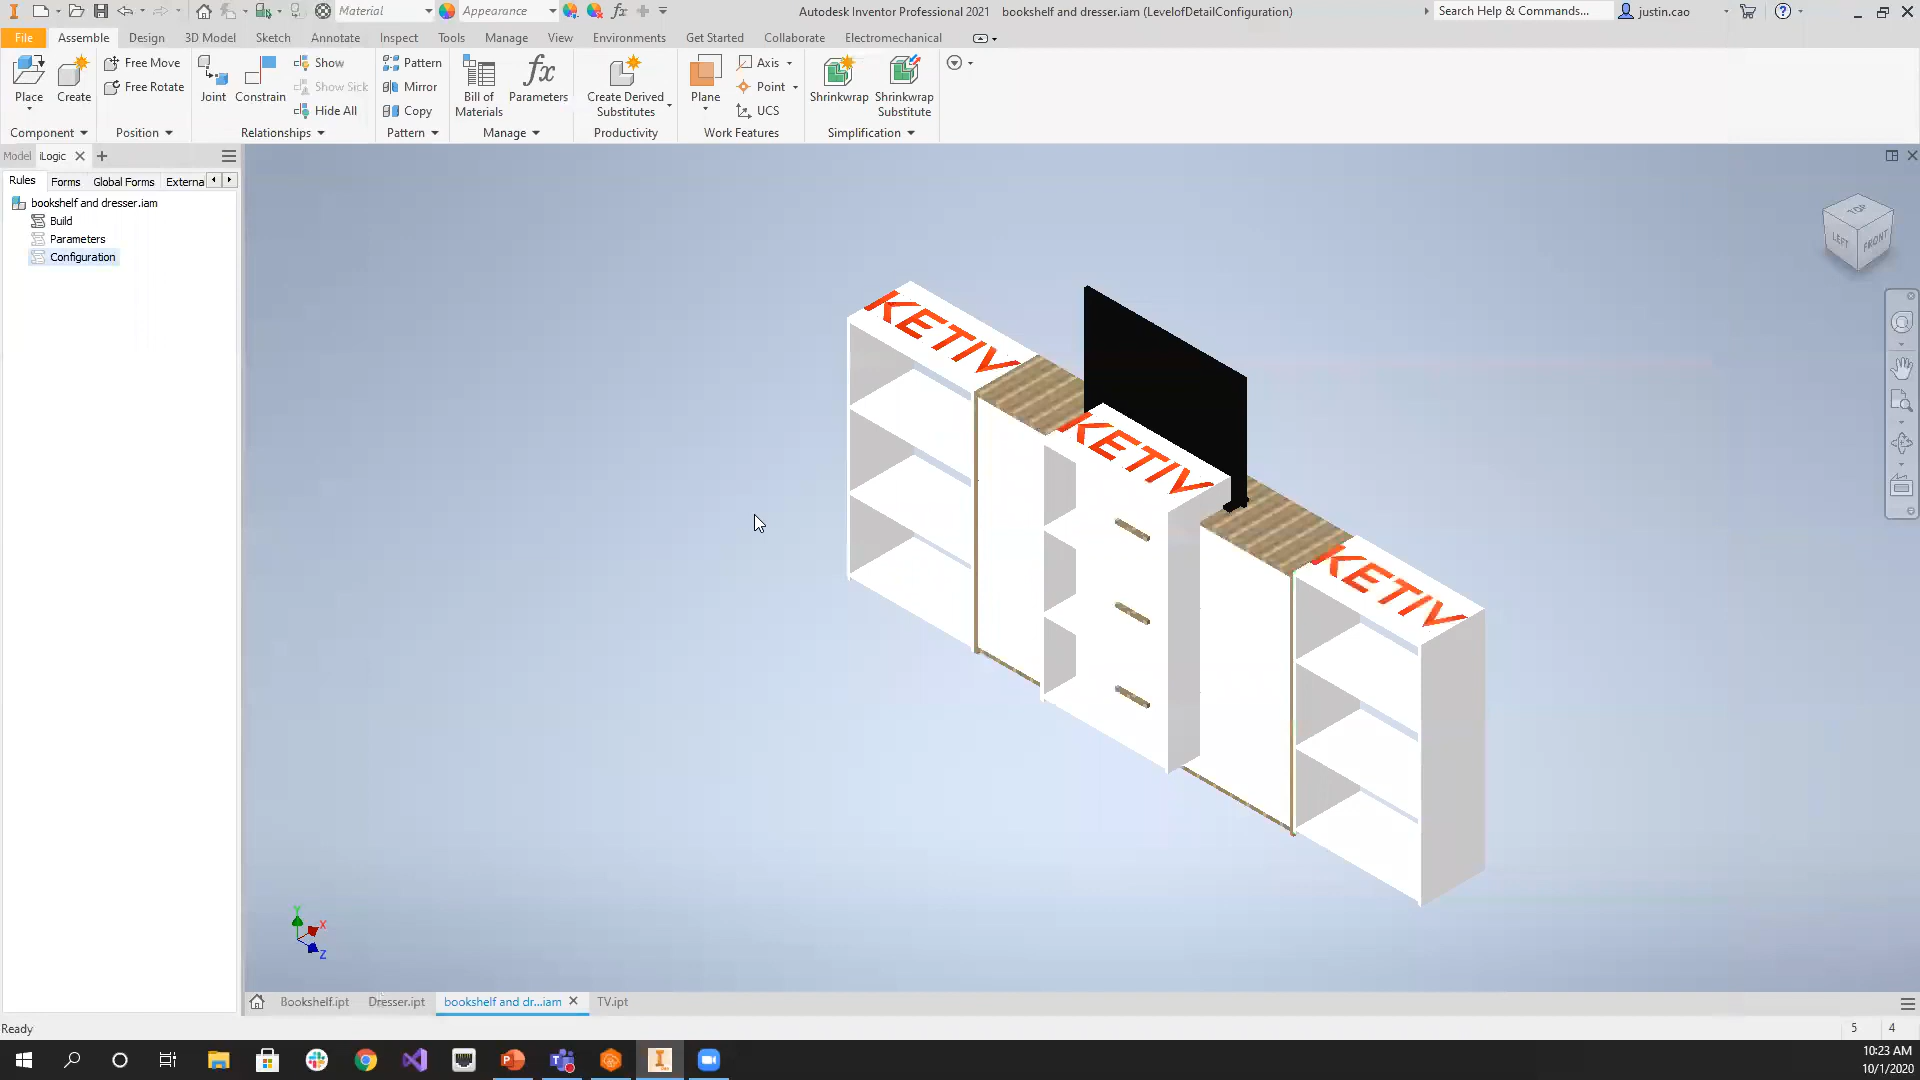 Material
Appearance
Autodesk Inventor Professional 2021 bookshelf and dresser.iam (LevelofDetailConfiguration)
Search Help & Commands...
justin.cao
File Assemble Design 3D Model Sketch Annotate Inspect Tools Manage View Environments Get Started Collaborate Electromechanical
Place
Create
Free Move
Free Rotate
Joint
Constrain
Show
Show Sick
Hide All
Pattern
Mirror
Copy
Bill of
Materials
fx
Parameters
Create Derived
Substitutes
Plane
Axis
Point
UCS
Shrinkwrap
Shrinkwrap
Substitute
Component
Position
Relationships
Pattern
Manage
Productivity
Work Features
Simplification
Model iLogic
Rules Forms Global Forms Externa
bookshelf and dresser.iam
Build
Parameters
Configuration
TOP
LEFT
FRONT
KETIV
KETIV
KETIV
Y
X
Z
Bookshelf.ipt Dresser.ipt bookshelf and dr...iam TV.ipt
Ready
5 4
10:23 AM
10/1/2020